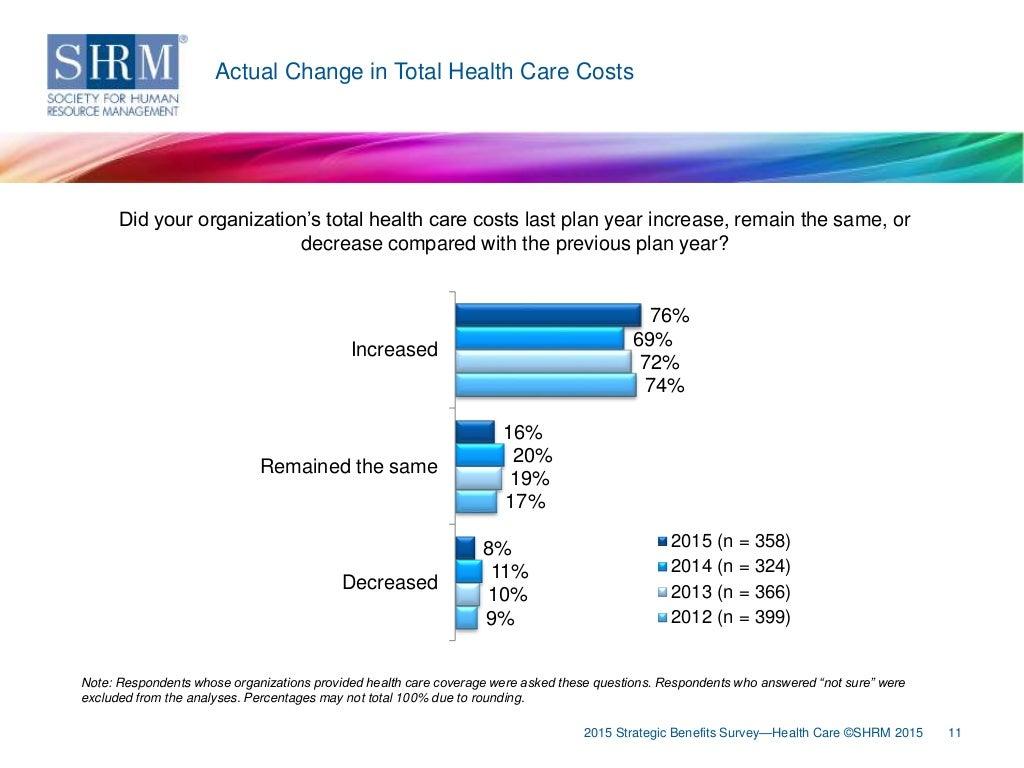 SHRM®
SOCIETY FOR HUMAN
RESOURCE MANAGEMENT
Actual Change in Total Health Care Costs
Did your organization’s total health care costs last plan year increase, remain the same, or
decrease compared with the previous plan year?
Increased
76%
69%
72%
74%
Remained the same
16%
20%
19%
17%
Decreased
8%
11%
10%
9%
2015 (n = 358)
2014 (n = 324)
2013 (n = 366)
2012 (n = 399)
Note: Respondents whose organizations provided health care coverage were asked these questions. Respondents who answered “not sure” were
excluded from the analyses. Percentages may not total 100% due to rounding.
2015 Strategic Benefits Survey—Health Care ©SHRM 2015 11